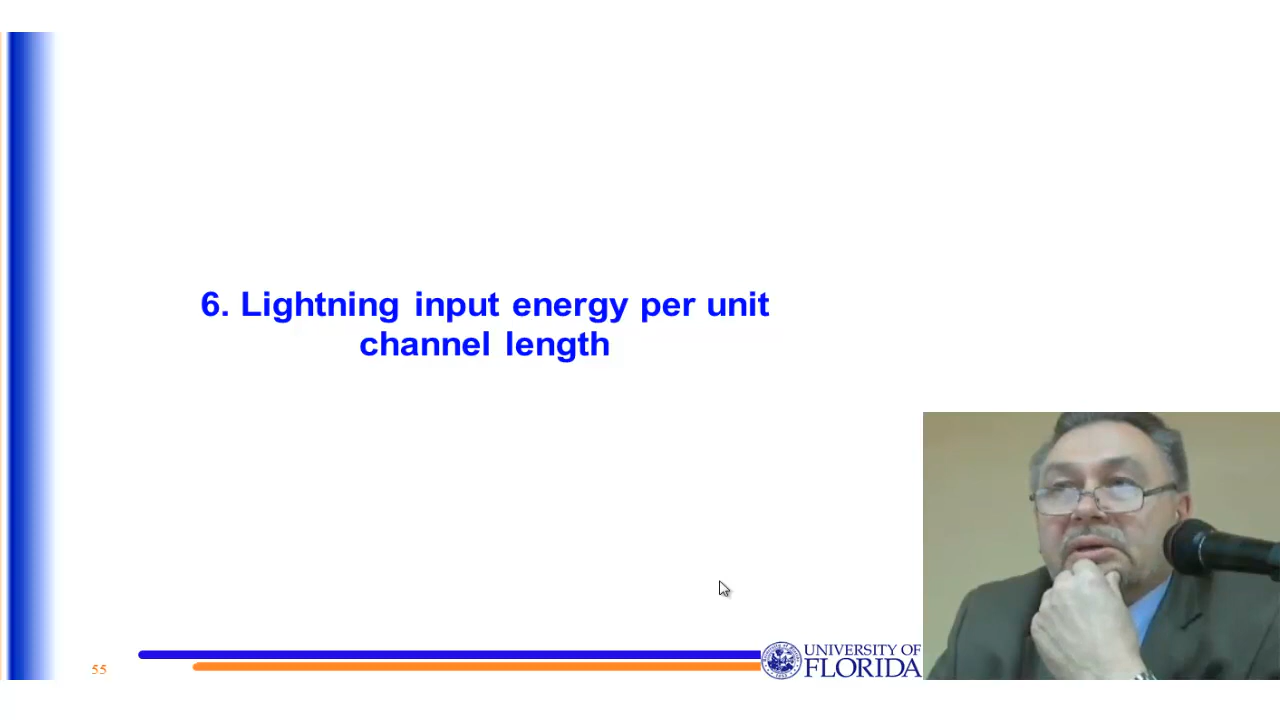 6. Lightning input energy per unit
channel length
55
UNIVERSITY OF
FLORIDA